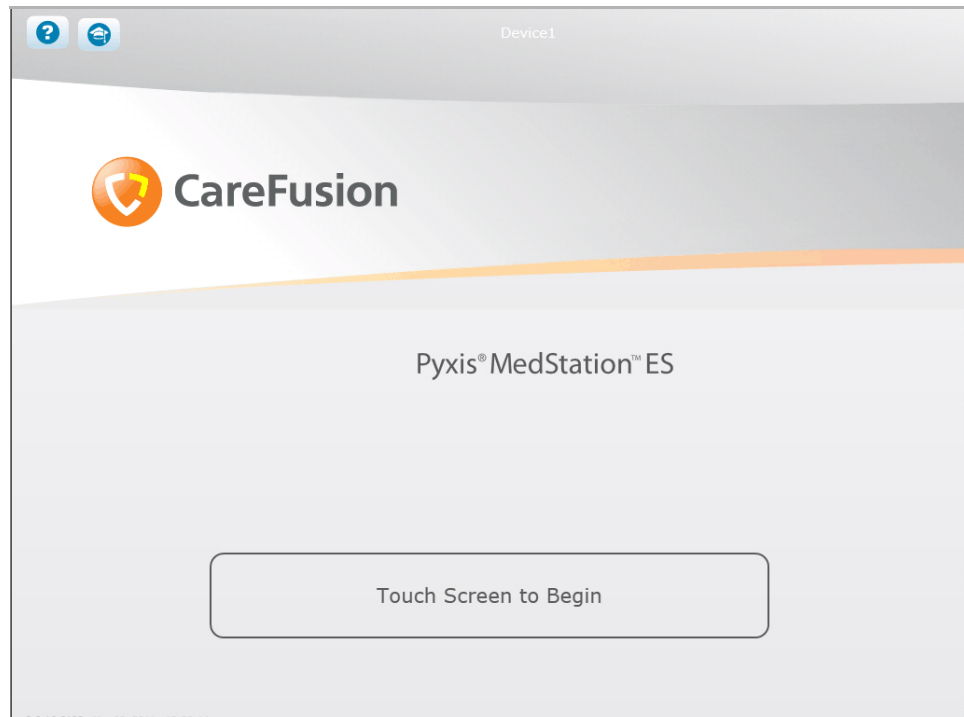 ?
Device1
CareFusion
Pyxis® MedStation™ ES
Touch Screen to Begin